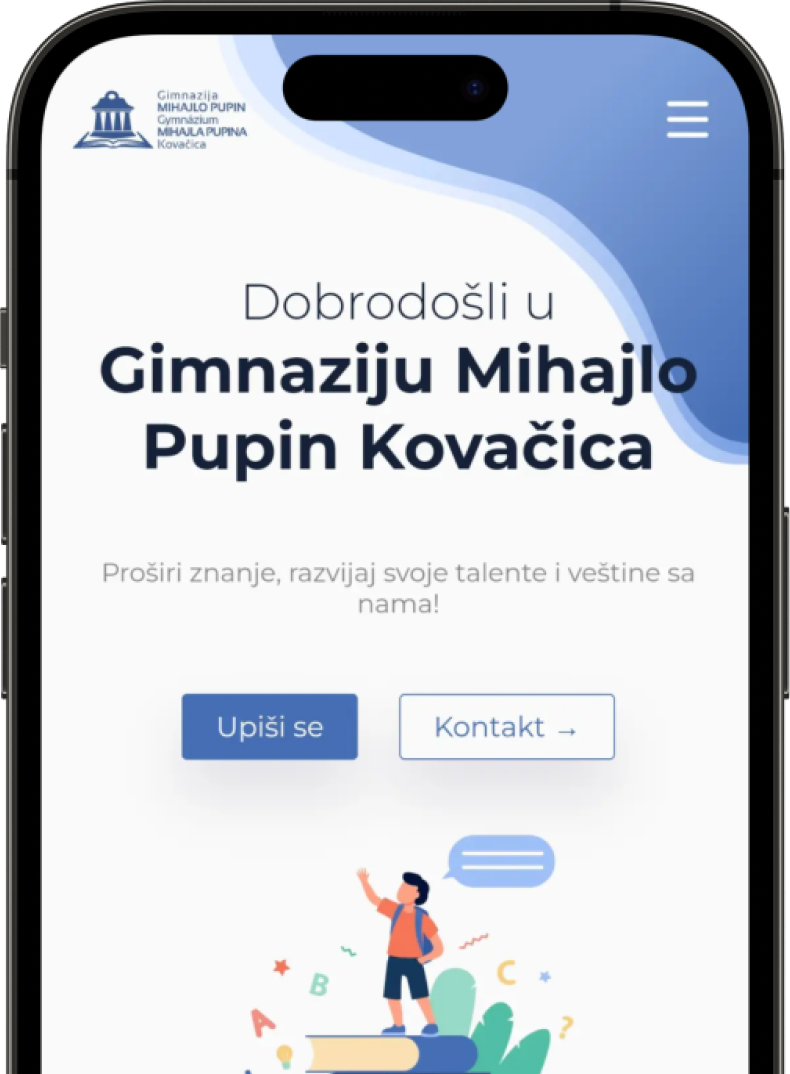 Gimnazija
MIHAJLO PUPIN
Gymnázium
MIHAJLA PUPINA
Kovačica
Dobrodošli u
Gimnaziju Mihajlo
Pupin Kovačica
Proširi znanje, razvijaj svoje talente i veštine sa
nama!
Upiši se
Kontakt →
A
B
C
?